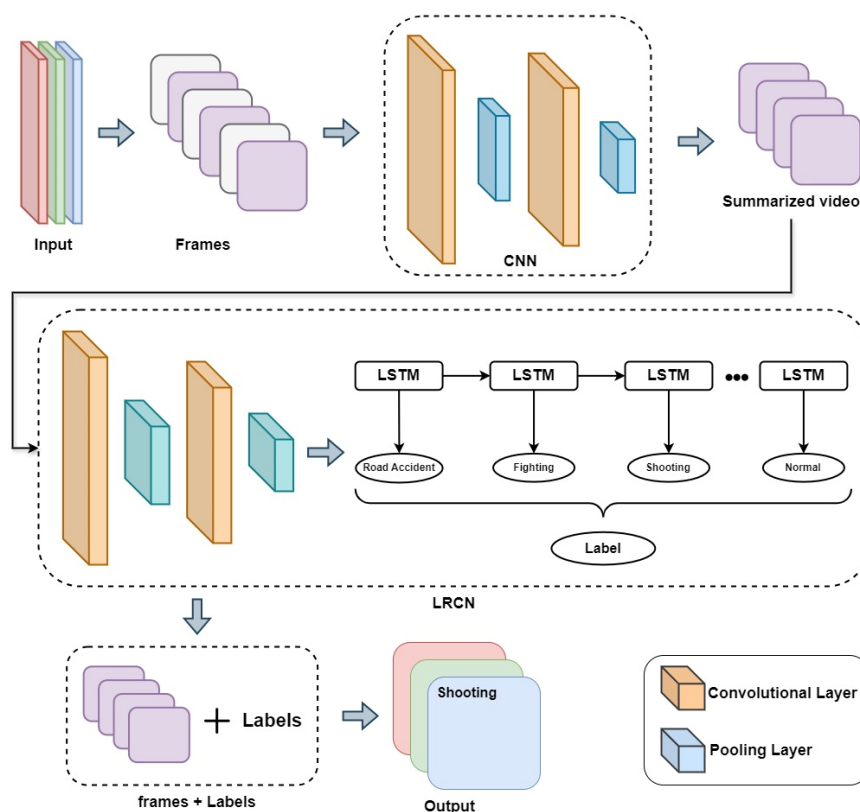 Input
Frames
CNN
Summarized video
LSTM
LSTM
LSTM
LSTM
Road Accident
Fighting
Shooting
Normal
Label
LRCN
+ Labels
frames + Labels
Shooting
Output
Convolutional Layer
Pooling Layer